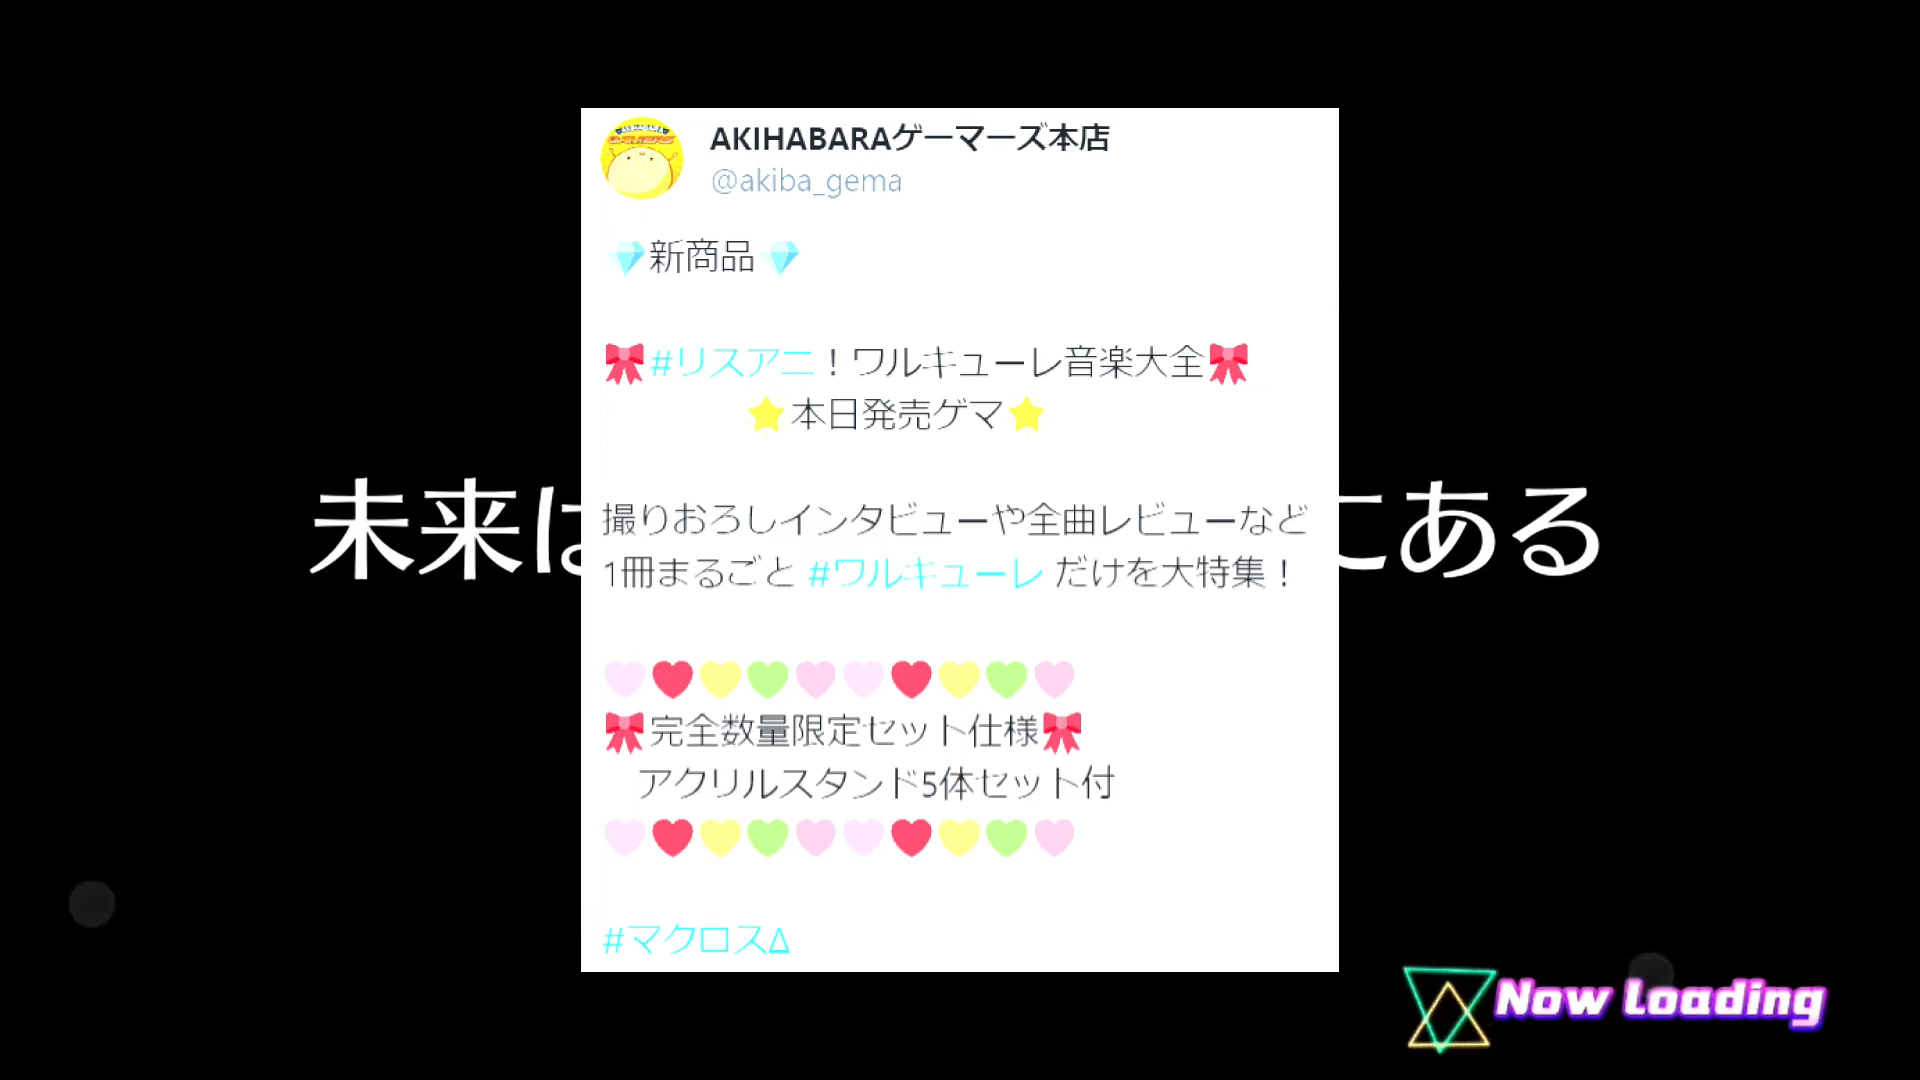 AKIHABARAゲーマーズ本店
@akiba_gema
💎新商品💎
🎀#リスアニ！ワルキューレ音楽大全🎀
⭐本日発売ゲマ⭐
撮りおろしインタビューや全曲レビューなど
1冊まるごと #ワルキューレ だけを大特集！
🎀完全数量限定セット仕様🎀
アクリルスタンド5体セット付
#マクロスΔ
未来は
にある
Now Loading